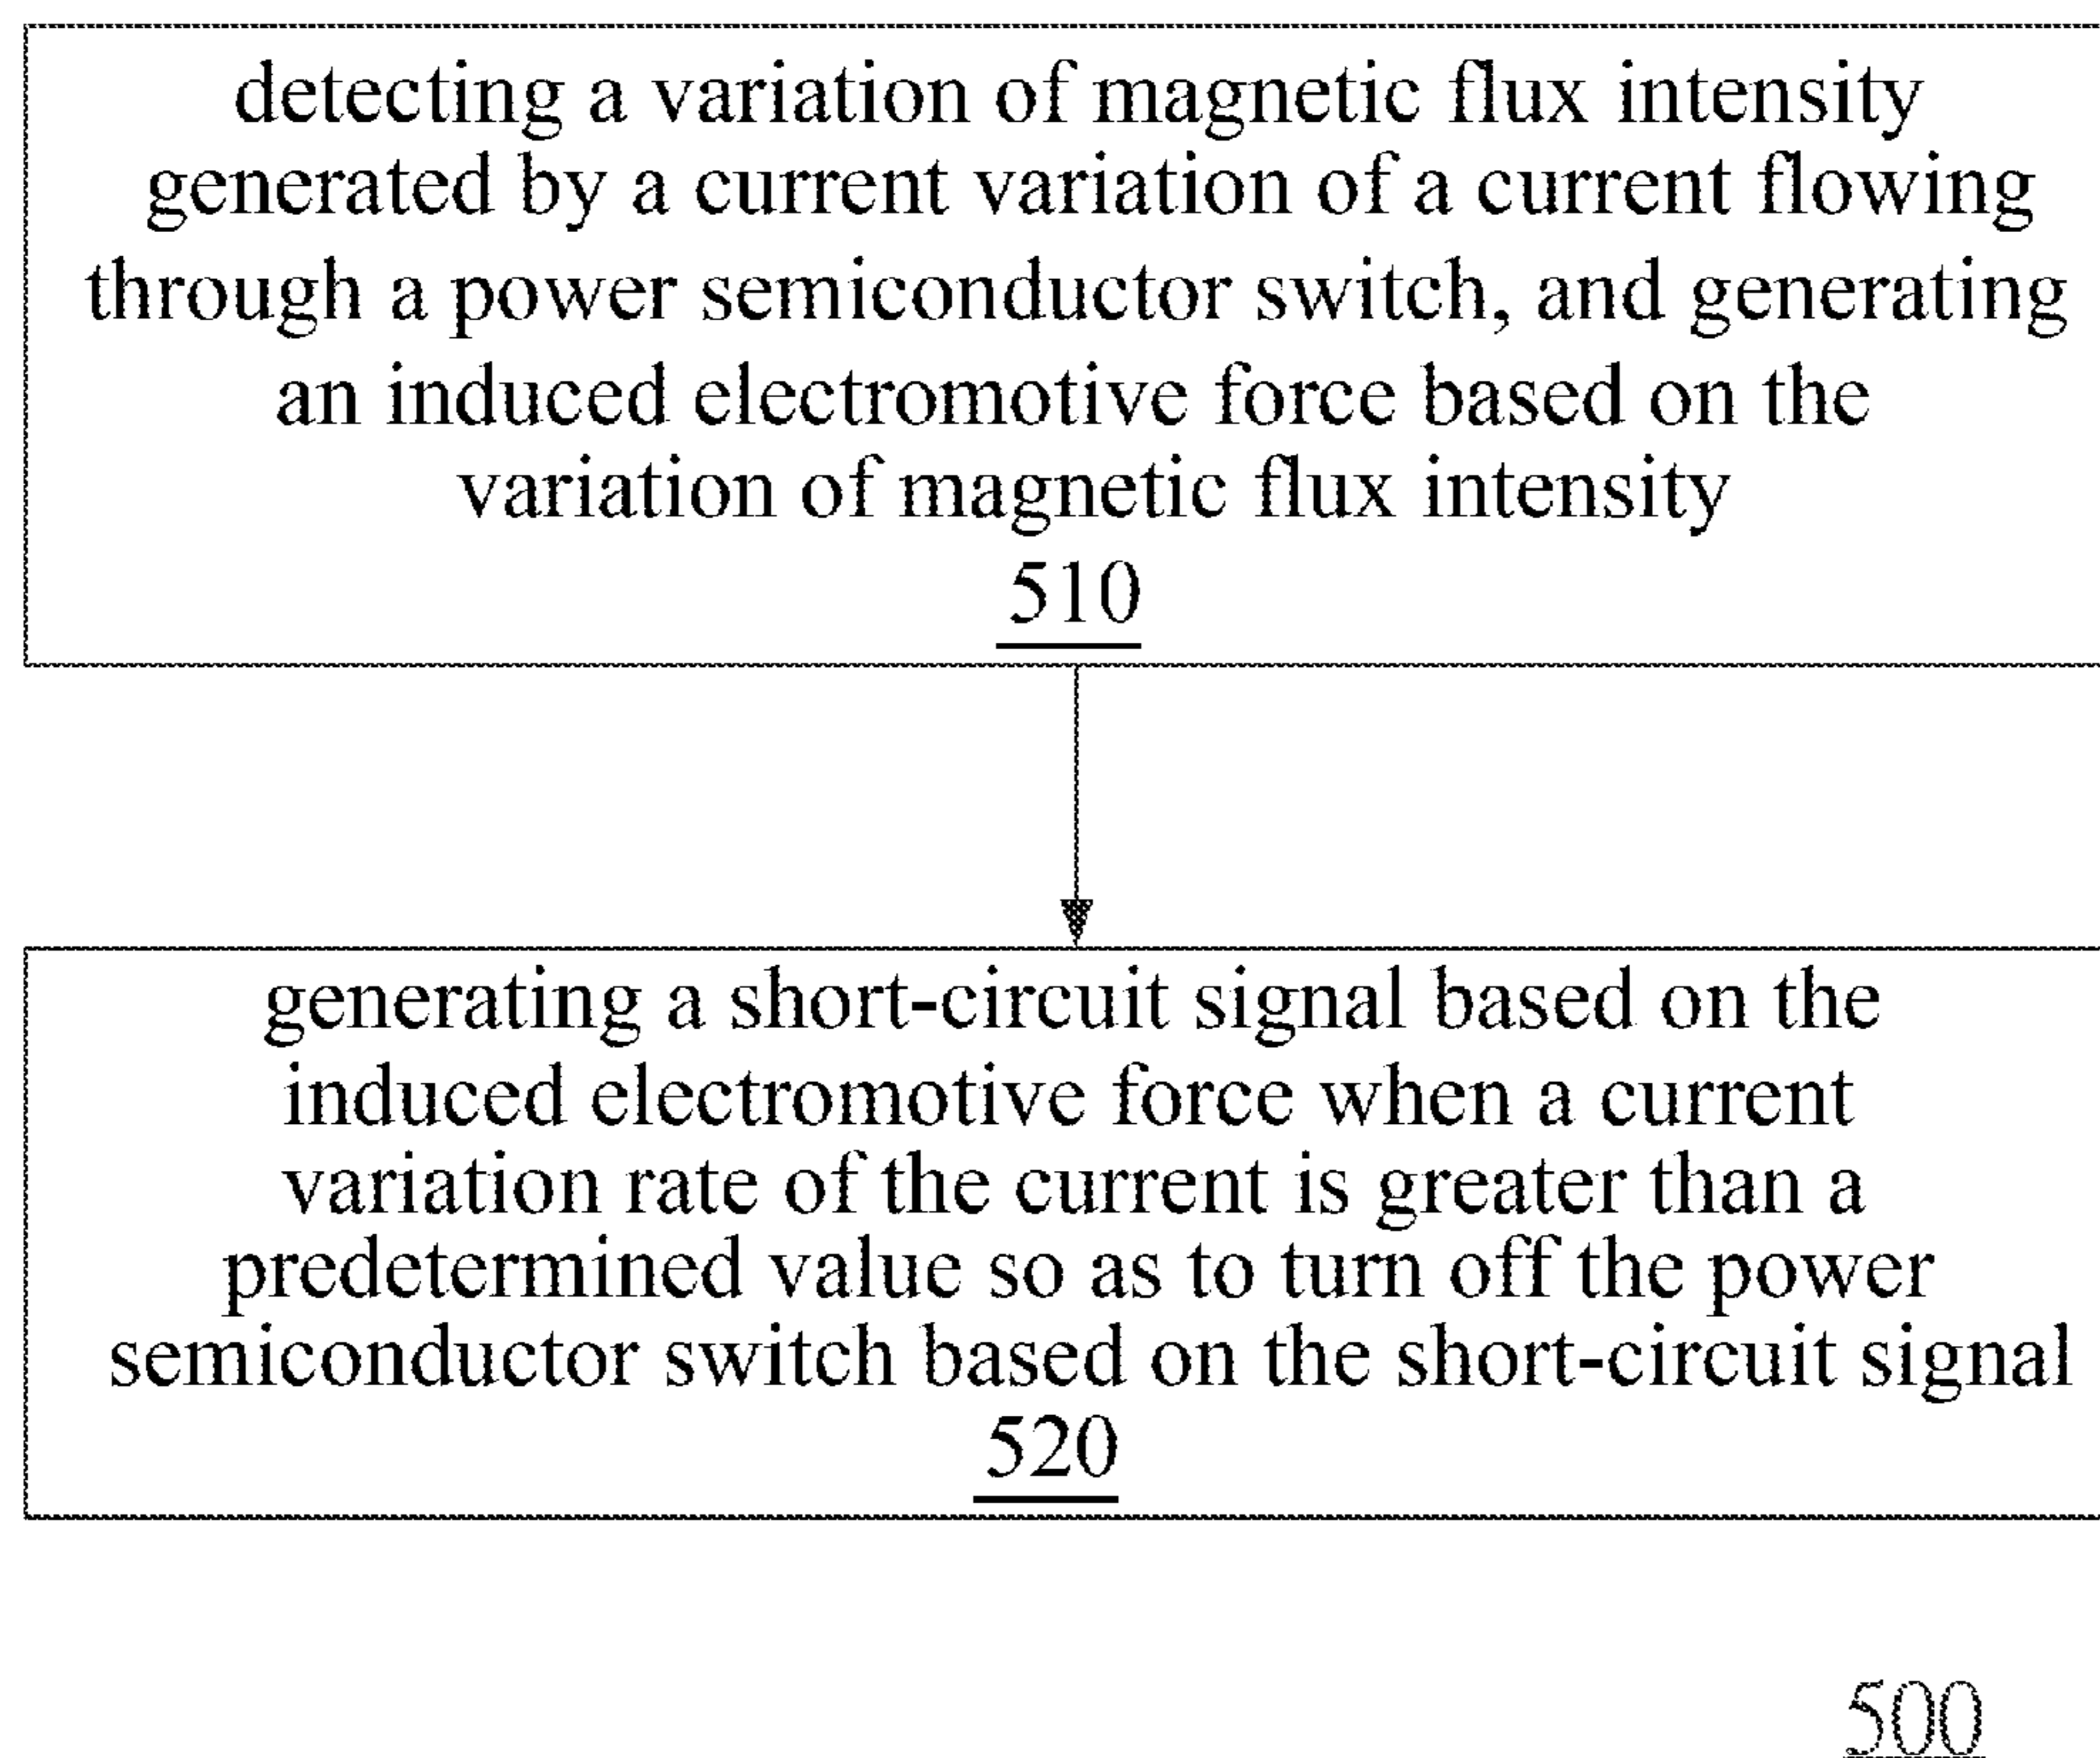 detecting a variation of magnetic flux intensity
generated by a current variation of a current flowing
through a power semiconductor switch, and generating
an induced electromotive force based on the
variation of magnetic flux intensity
510
generating a short-circuit signal based on the
induced electromotive force when a current
variation rate of the current is greater than a
predetermined value so as to turn off the power
semiconductor switch based on the short-circuit signal
520
500